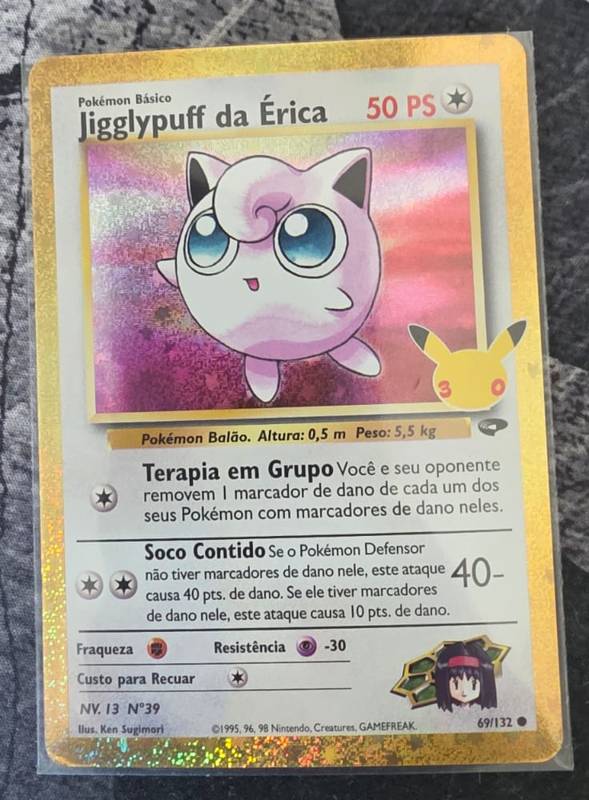 Pokémon Básico
Jigglypuff da Érica 50 PS
30
Pokémon Balão. Altura: 0,5 m Peso: 5,5 kg
Terapia em Grupo Você e seu oponente
removem 1 marcador de dano de cada um dos
seus Pokémon com marcadores de dano neles.
Soco Contido Se o Pokémon Defensor
não tiver marcadores de dano nele, este ataque
causa 40 pts. de dano. Se ele tiver marcadores
de dano nele, este ataque causa 10 pts. de dano.
40-
Fraqueza Resistência -30
Custo para Recuar
NV. 13 N°39
Ilus. Ken Sugimori ©1995, 96, 98 Nintendo, Creatures, GAMEFREAK. 69/132